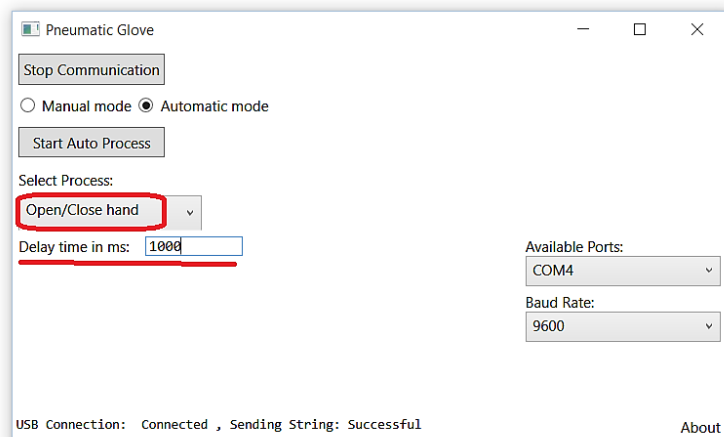 Pneumatic Glove
Stop Communication
Manual mode Automatic mode
Start Auto Process
Select Process:
Open/Close hand
Delay time in ms: 1000
Available Ports:
COM4
Baud Rate:
9600
USB Connection:  Connected , Sending String: Successful
About